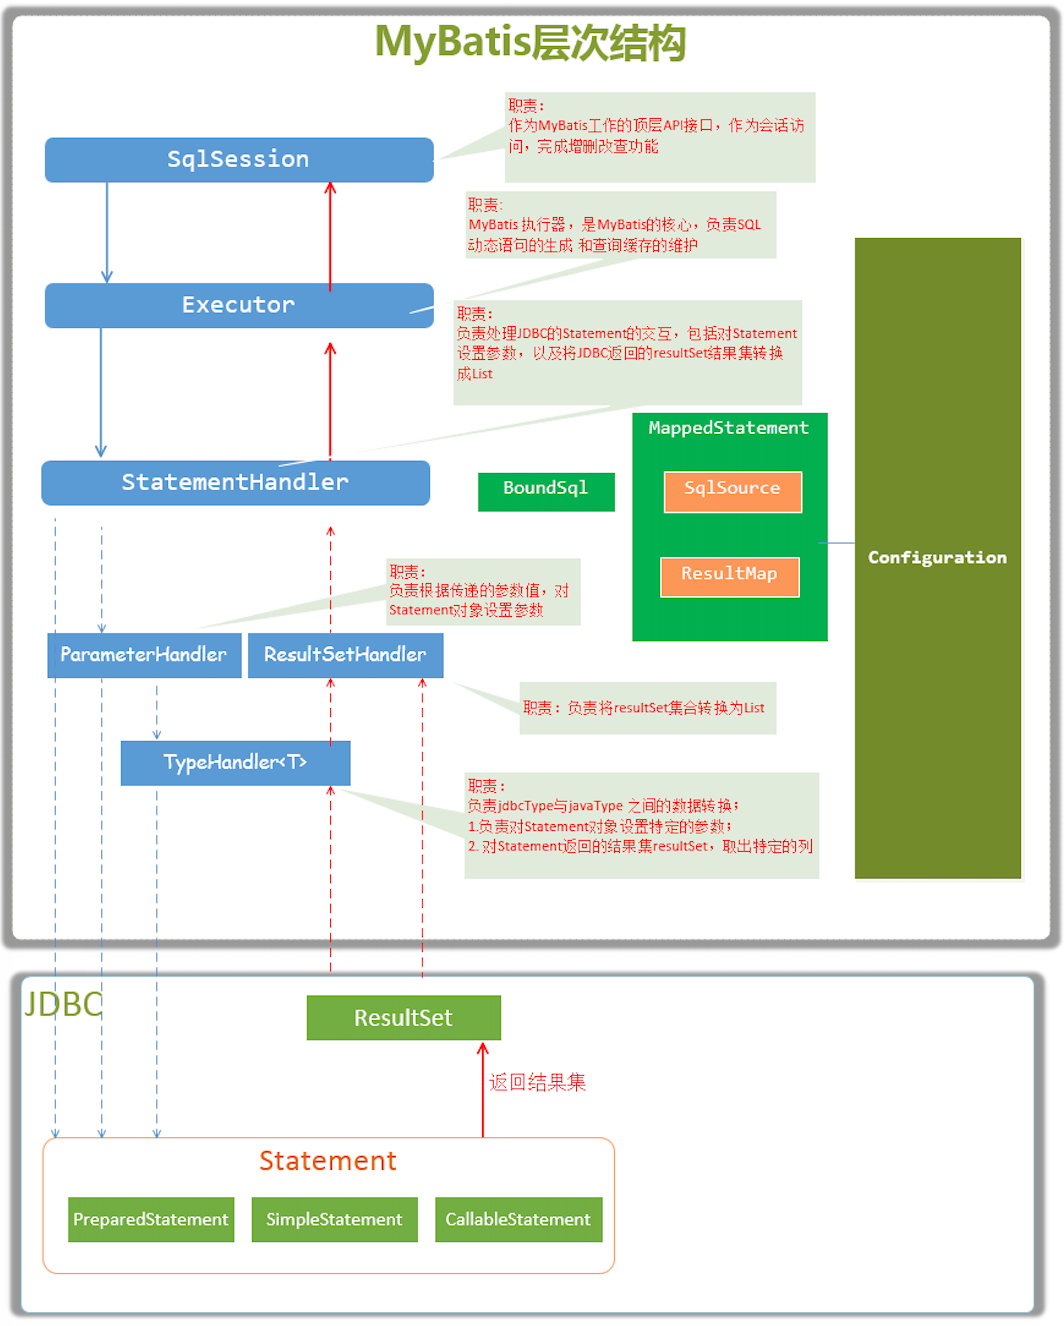 MyBatis层次结构
职责：
作为MyBatis工作的顶层API接口，作为会话访
问，完成增删改查功能
SqlSession
职责:
MyBatis 执行器，是MyBatis的核心，负责SQL
动态语句的生成 和查询缓存的维护
Executor
职责：
负责处理JDBC的Statement的交互，包括对Statement
设置参数，以及将JDBC返回的resultSet结果集转换
成List
MappedStatement
StatementHandler
BoundSql
SqlSource
Configuration
ResultMap
职责：
负责根据传递的参数值，对
Statement对象设置参数
ParameterHandler
ResultSetHandler
职责：负责将resultSet集合转换为List
TypeHandler<T>
职责：
负责jdbcType与javaType 之间的数据转换；
1.负责对Statement对象设置特定的参数；
2. 对Statement返回的结果集resultSet，取出特定的列
JDBC
ResultSet
返回结果集
Statement
PreparedStatement
SimpleStatement
CallableStatement